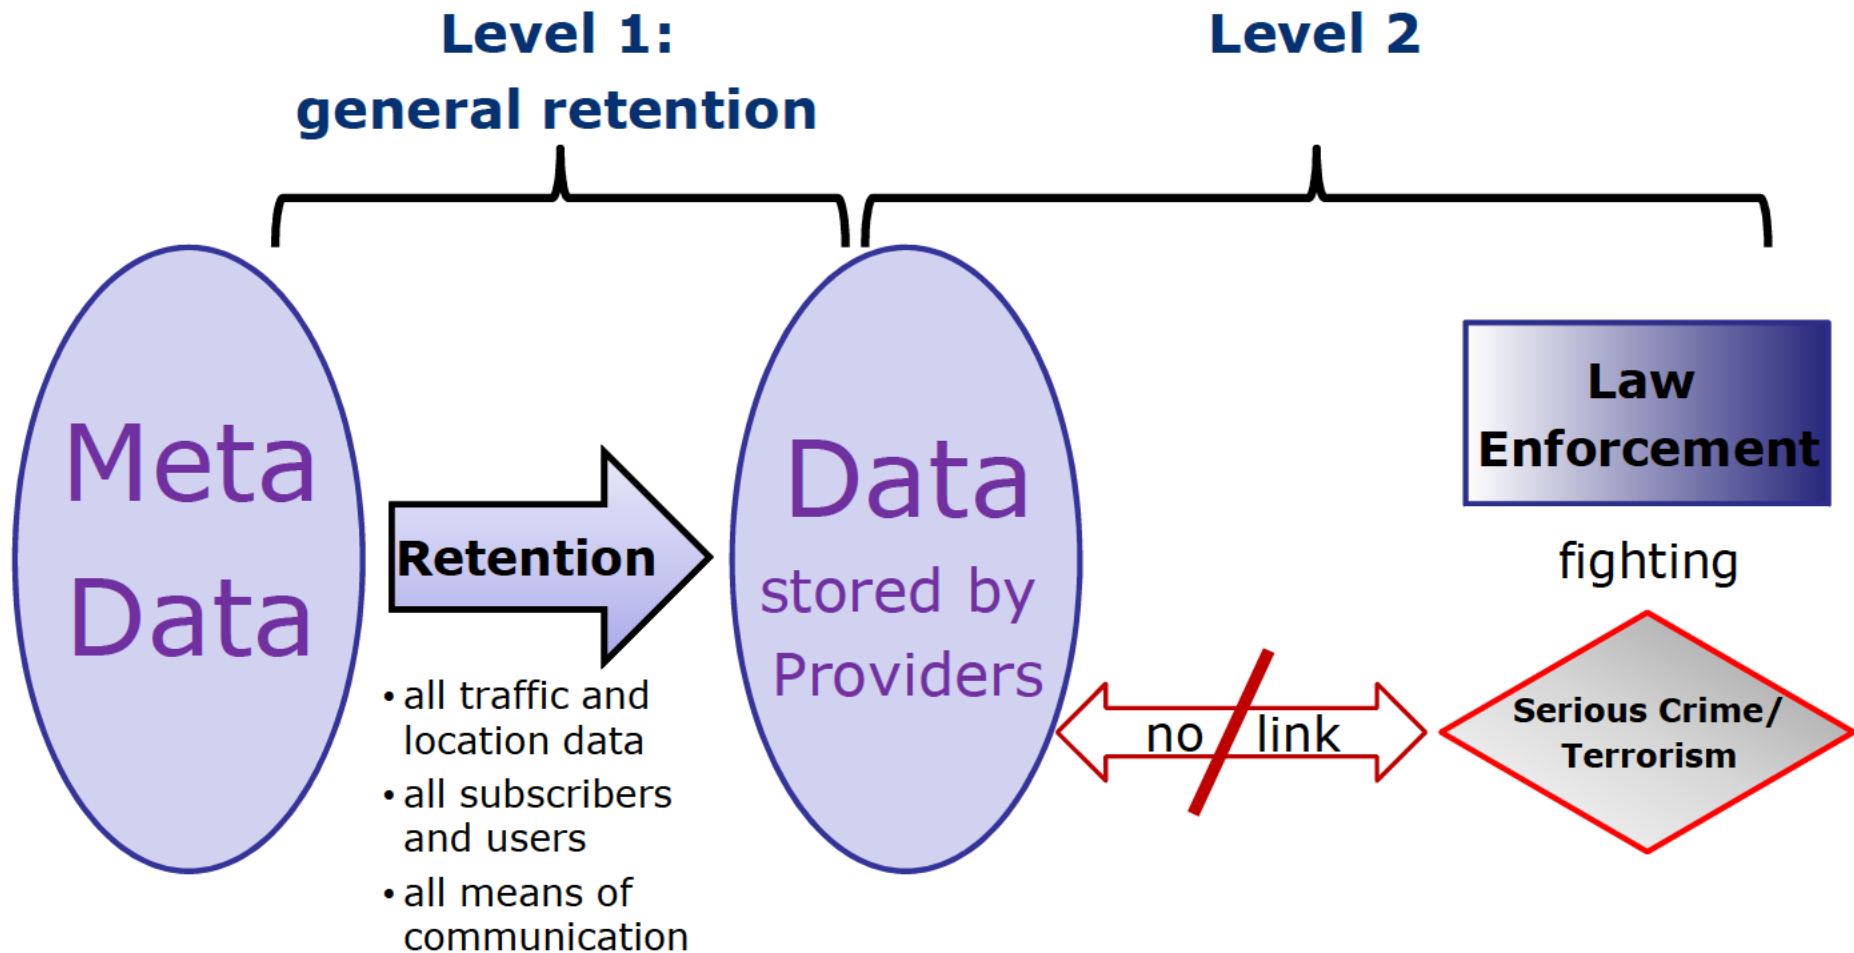 Level 1:
general retention
Level 2
Meta
Data
Retention
• all traffic and
location data
• all subscribers
and users
• all means of
communication
Data
stored by
Providers
no link
Law
Enforcement
fighting
Serious Crime/
Terrorism